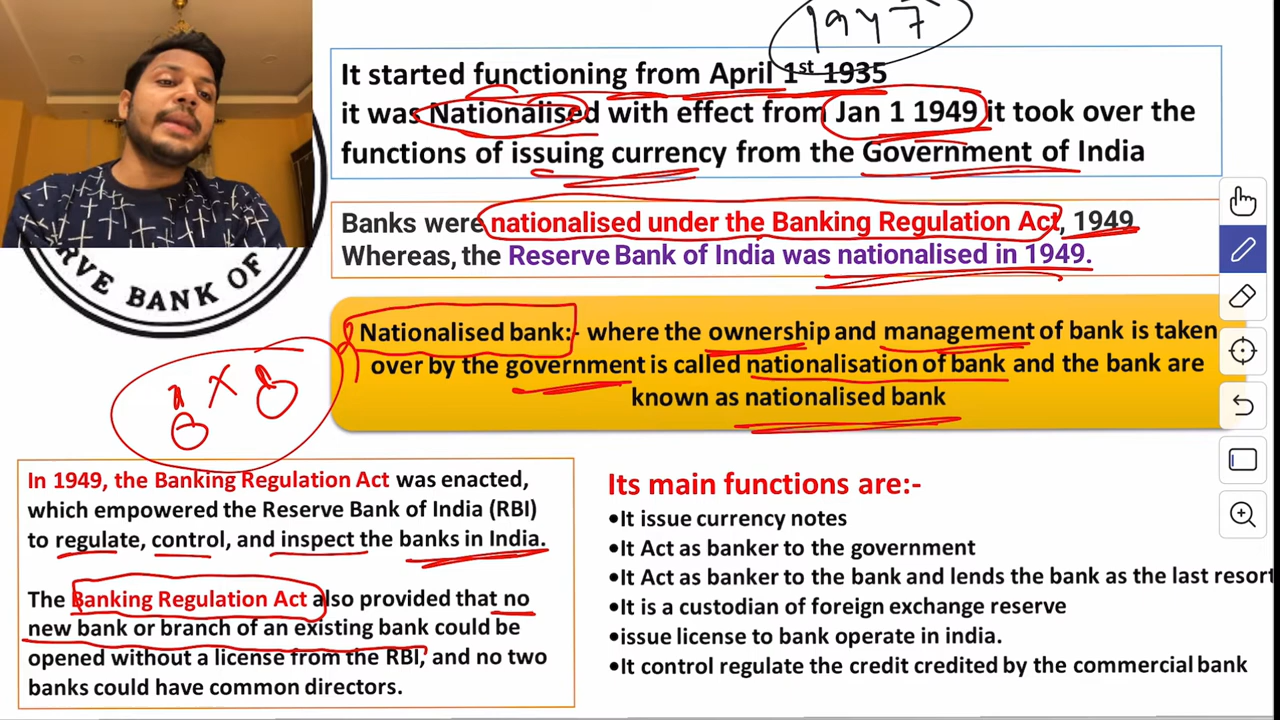 1947
It started functioning from April 1st 1935
it was Nationalised with effect from Jan 1 1949 it took over the
functions of issuing currency from the Government of India
Banks were nationalised under the Banking Regulation Act, 1949
Whereas, the Reserve Bank of India was nationalised in 1949.
RVE BANK OF
Nationalised bank:- where the ownership and management of bank is taken
over by the government is called nationalisation of bank and the bank are
known as nationalised bank
In 1949, the Banking Regulation Act was enacted,
which empowered the Reserve Bank of India (RBI)
to regulate, control, and inspect the banks in India.
The Banking Regulation Act also provided that no
new bank or branch of an existing bank could be
opened without a license from the RBI, and no two
banks could have common directors.
Its main functions are:-
•It issue currency notes
•It Act as banker to the government
•It Act as banker to the bank and lends the bank as the last resort
•It is a custodian of foreign exchange reserve
•issue license to bank operate in india.
•It control regulate the credit credited by the commercial bank